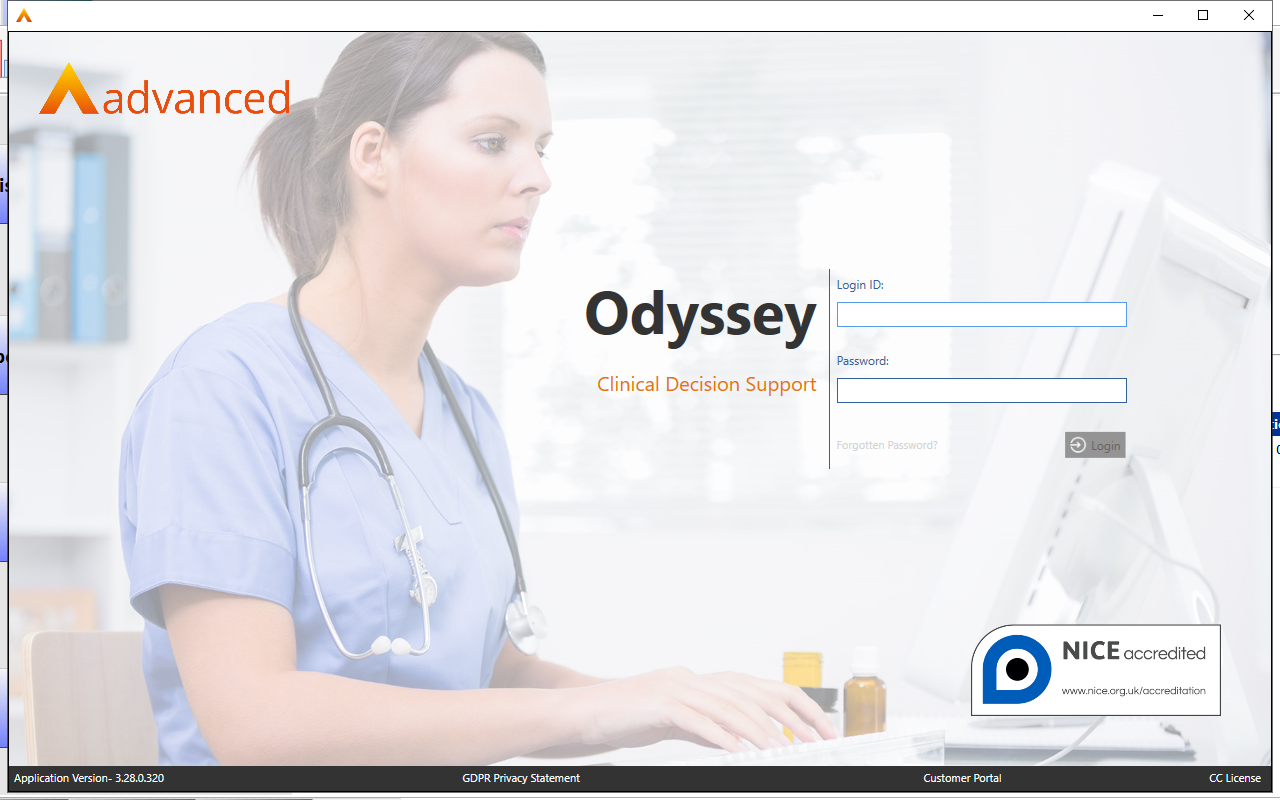 advanced
Odyssey
Clinical Decision Support
Login ID:
Password:
Forgotten Password?
Login
NICE accredited
www.nice.org.uk/accreditation
Application Version- 3.28.0.320
GDPR Privacy Statement
Customer Portal
CC License